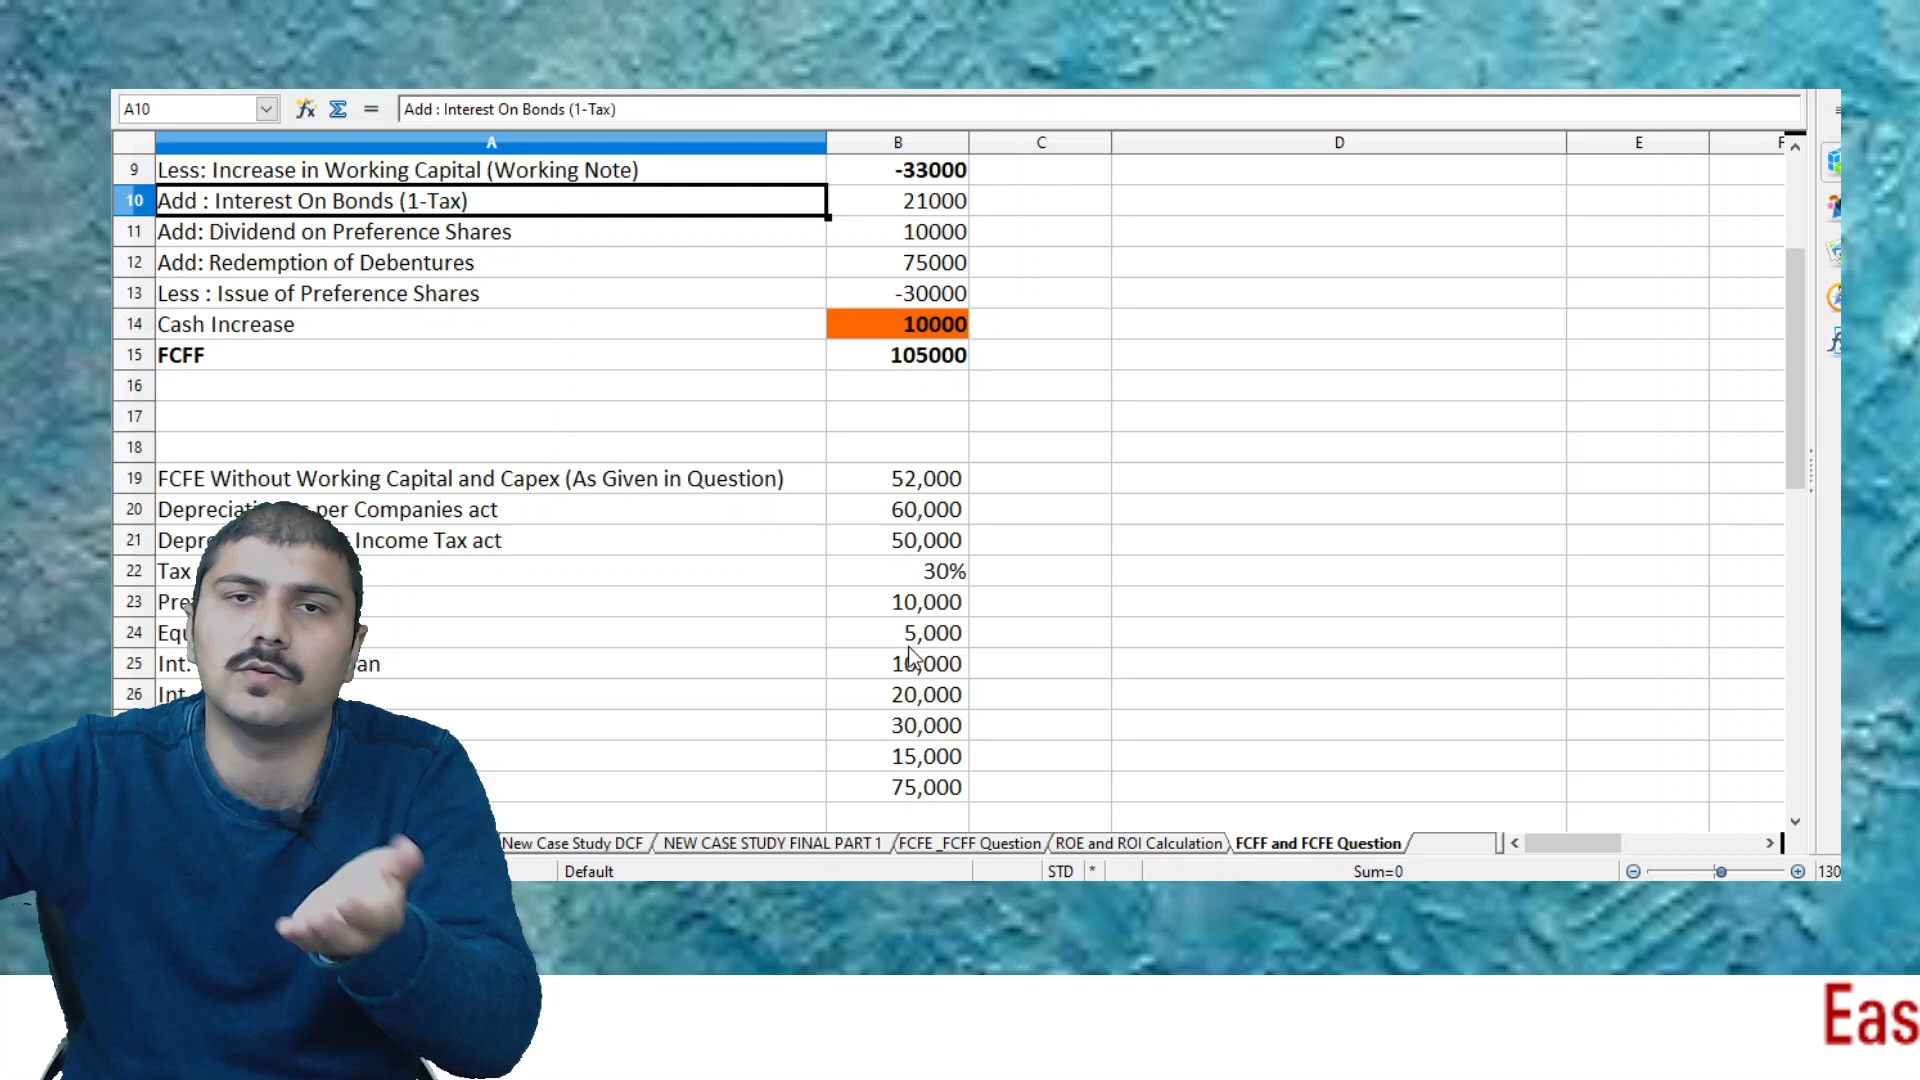 A10 fx Σ = Add : Interest On Bonds (1-Tax)
A B C D E F
9 Less: Increase in Working Capital (Working Note) -33000
10 Add : Interest On Bonds (1-Tax) 21000
11 Add: Dividend on Preference Shares 10000
12 Add: Redemption of Debentures 75000
13 Less : Issue of Preference Shares -30000
14 Cash Increase 10000
15 FCFF 105000
16
17
18
19 FCFE Without Working Capital and Capex (As Given in Question) 52,000
20 per Companies act 60,000
21 Income Tax act 50,000
22 Tax 30%
23 10,000
24 5,000
25 Int. 10,000
26 Int 20,000
30,000
15,000
75,000
New Case Study DCF NEW CASE STUDY FINAL PART 1 FCFE _FCFF Question ROE and ROI Calculation FCFF and FCFE Question
Default STD * Sum=0 130
Eas